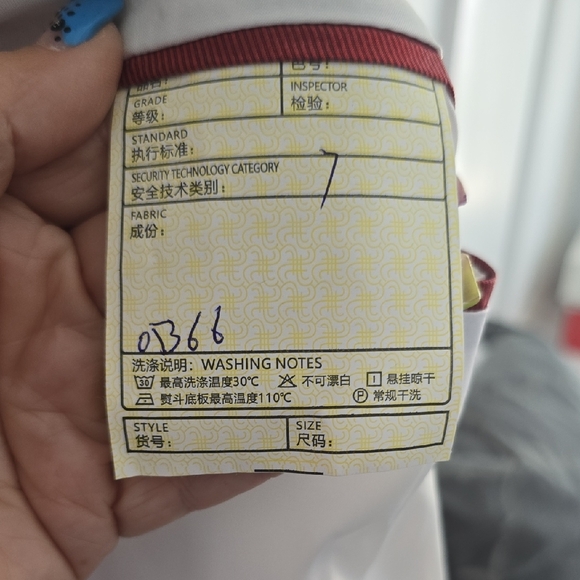 色号：
品名：
GRADE
等级：
INSPECTOR
检验：
STANDARD
执行标准：
SECURITY TECHNOLOGY CATEGORY
安全技术类别：
7
FABRIC
成份：
洗涤说明：WASHING NOTES
30 最高洗涤温度30℃ 不可漂白 悬挂晾干
熨斗底板最高温度110℃ P 常规干洗
STYLE
货号：
SIZE
尺码：